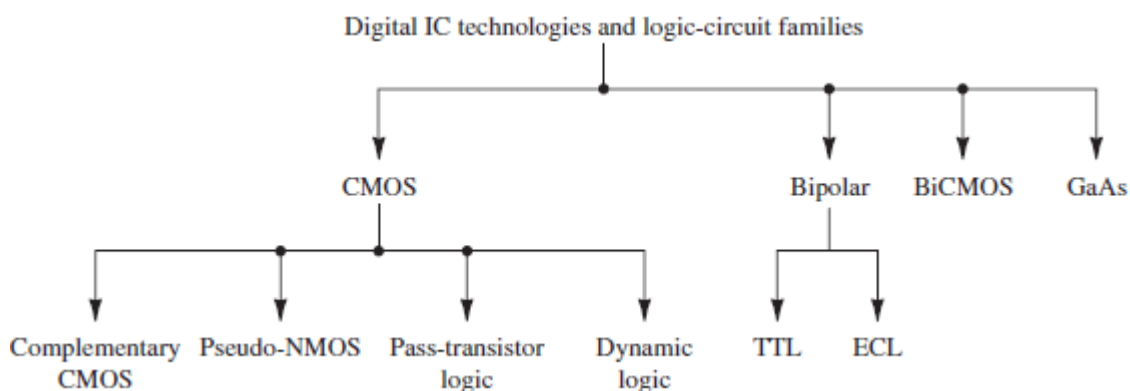 Digital IC technologies and logic-circuit families
CMOS
Bipolar
BiCMOS
GaAs
Complementary
CMOS
Pseudo-NMOS
Pass-transistor
logic
Dynamic
logic
TTL
ECL